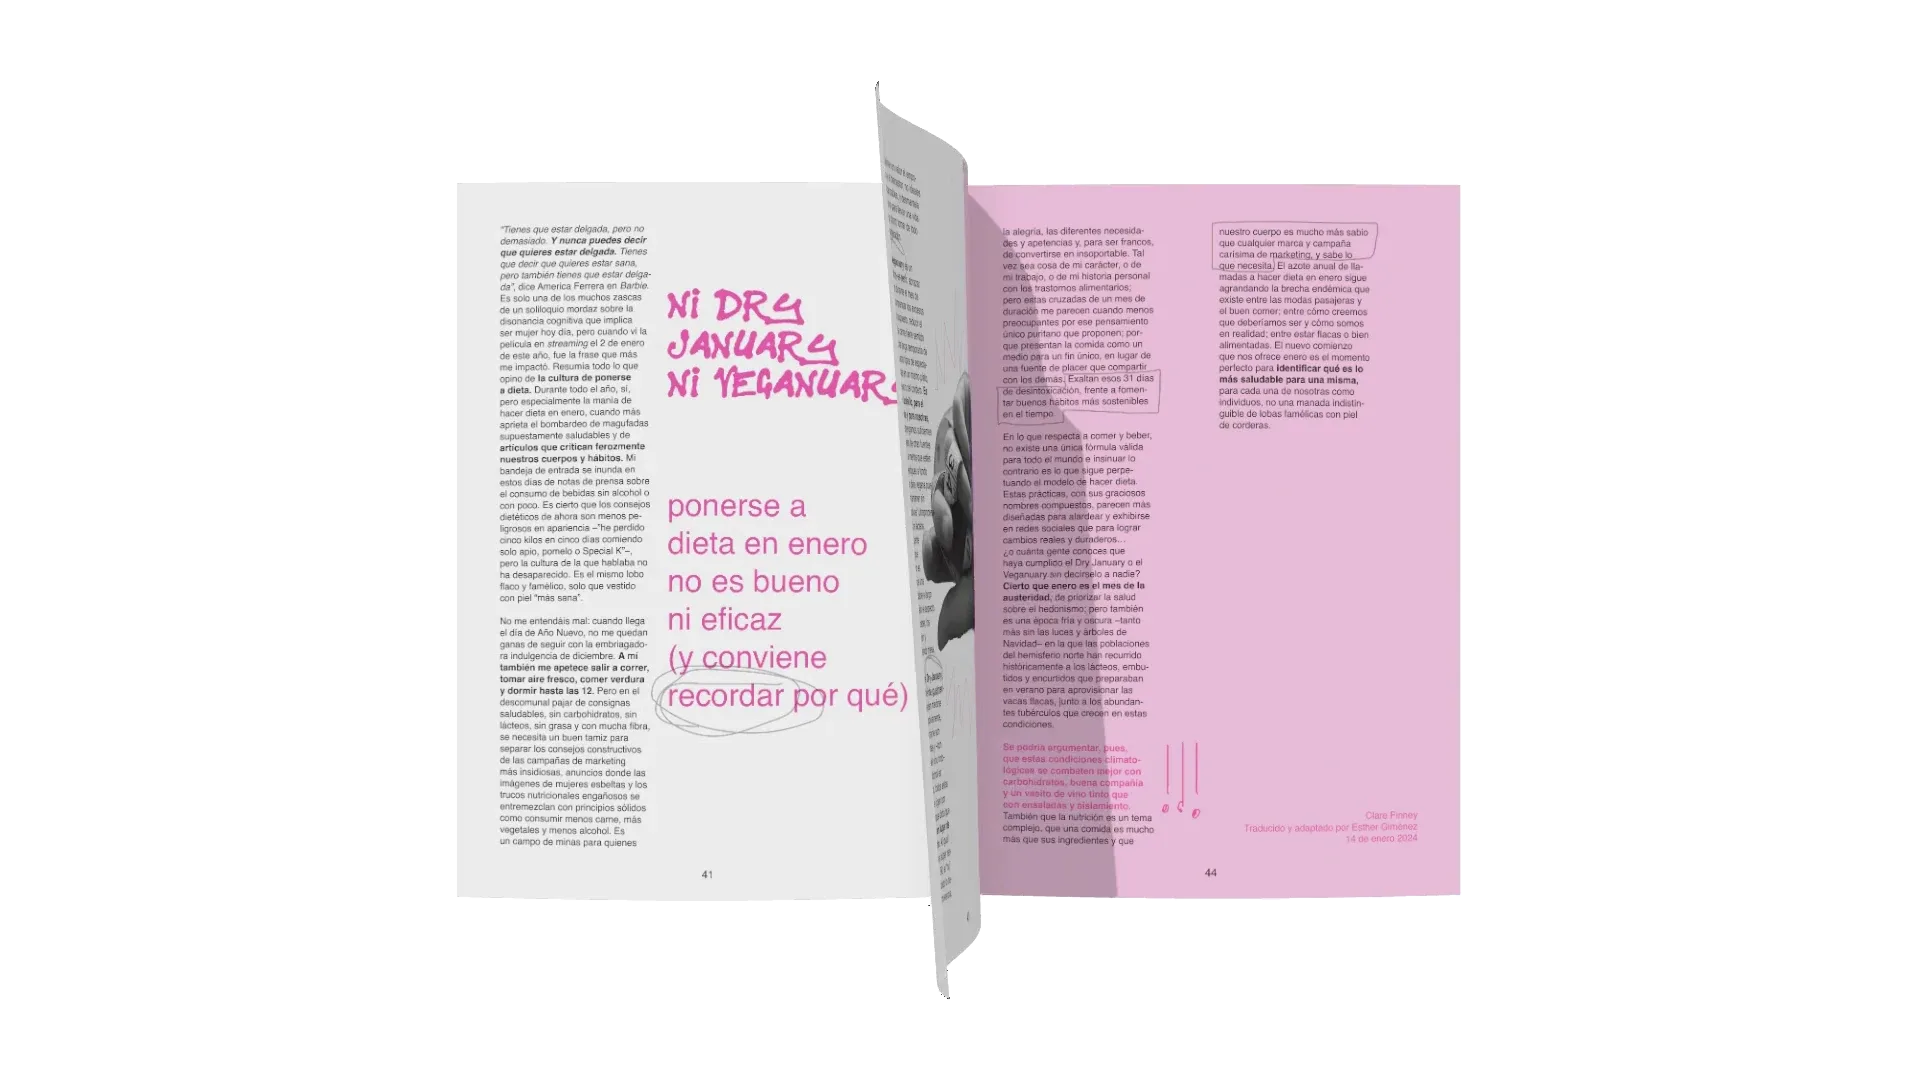 "Tienes que estar delgada, pero no
demasiado. Y nunca puedes decir
que quieres estar delgada. Tienes
que decir que quieres estar sana,
pero también tienes que estar delga-
da", dice America Ferrera en Barbie.
Es solo una de los muchos zascas
de un soliloquio mordaz sobre la
disonancia cognitiva que implica
ser mujer hoy día, pero cuando vi la
película en streaming el 2 de enero
de este año, fue la frase que más
me impactó. Resumía todo lo que
opino de la cultura de ponerse
a dieta. Durante todo el año, sí,
pero especialmente la manía de
hacer dieta en enero, cuando más
aprieta el bombardeo de magufadas
supuestamente saludables y de
artículos que critican ferozmente
nuestros cuerpos y hábitos. Mi
bandeja de entrada se inunda en
estos días de notas de prensa sobre
el consumo de bebidas sin alcohol o
con poco. Es cierto que los consejos
dietéticos de ahora son menos pe-
ligrosos en apariencia –"he perdido
cinco kilos en cinco días comiendo
solo apio, pomelo o Special K"–,
pero la cultura de la que hablaba no
ha desaparecido. Es el mismo lobo
flaco y famélico, solo que vestido
con piel "más sana".
No me entendáis mal: cuando llega
el día de Año Nuevo, no me quedan
ganas de seguir con la embriagado-
ra indulgencia de diciembre. A mí
también me apetece salir a correr,
tomar aire fresco, comer verdura
y dormir hasta las 12. Pero en el
descomunal pajar de consignas
saludables, sin carbohidratos, sin
lácteos, sin grasa y con mucha fibra,
se necesita un buen tamiz para
separar los consejos constructivos
de las campañas de marketing
más insidiosas, anuncios donde las
imágenes de mujeres esbeltas y los
trucos nutricionales engañosos se
entremezclan con principios sólidos
como consumir menos carne, más
vegetales y menos alcohol. Es
un campo de minas para quienes
NI DRY
JANUARY
NI VEGANUARY
ponerse a
dieta en enero
no es bueno
ni eficaz
(y conviene
recordar por qué)
41
la alegría, las diferentes necesida-
des y apetencias y, para ser francos,
de convertirse en insoportable. Tal
vez sea cosa de mi carácter, o de
mi trabajo, o de mi historia personal
con los trastornos alimentarios;
pero estas cruzadas de un mes de
duración me parecen cuando menos
preocupantes por ese pensamiento
único puritano que proponen; por-
que presentan la comida como un
medio para un fin único, en lugar de
una fuente de placer que compartir
con los demás. Exaltan esos 31 días
de desintoxicación, frente a fomen-
tar buenos hábitos más sostenibles
en el tiempo.
En lo que respecta a comer y beber,
no existe una única fórmula válida
para todo el mundo e insinuar lo
contrario es lo que sigue perpe-
tuando el modelo de hacer dieta.
Estas prácticas, con sus graciosos
nombres compuestos, parecen más
diseñadas para alardear y exhibirse
en redes sociales que para lograr
cambios reales y duraderos…
¿o cuánta gente conoces que
haya cumplido el Dry January o el
Veganuary sin decírselo a nadie?
Cierto que enero es el mes de la
austeridad, de priorizar la salud
sobre el hedonismo; pero también
es una época fría y oscura –tanto
más sin las luces y árboles de
Navidad– en la que las poblaciones
del hemisferio norte han recurrido
históricamente a los lácteos, embu-
tidos y encurtidos que preparaban
en verano para aprovisionar las
vacas flacas, junto a los abundan-
tes tubérculos que crecen en estas
condiciones.
Se podría argumentar, pues,
que estas condiciones climato-
lógicas se combaten mejor con
carbohidratos, buena compañía
y un vasito de vino tinto que
con ensaladas y aislamiento.
También que la nutrición es un tema
complejo, que una comida es mucho
más que sus ingredientes y que
nuestro cuerpo es mucho más sabio
que cualquier marca y campaña
carísima de marketing, y sabe lo
que necesita. El azote anual de lla-
madas a hacer dieta en enero sigue
agrandando la brecha endémica que
existe entre las modas pasajeras y
el buen comer; entre cómo creemos
que deberíamos ser y cómo somos
en realidad; entre estar flacas o bien
alimentadas. El nuevo comienzo
que nos ofrece enero es el momento
perfecto para identificar qué es lo
más saludable para una misma,
para cada una de nosotras como
individuos, no una manada indistin-
guible de lobas famélicas con piel
de corderas.
Clare Finney
Traducido y adaptado por Esther Giménez
14 de enero 2024
44